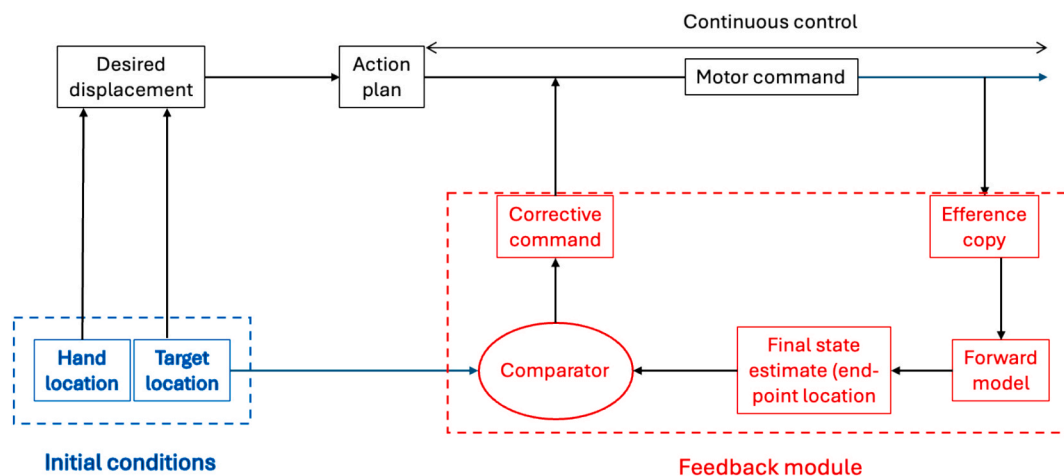 Continuous control
Desired
displacement
Action
plan
Motor command
Corrective
command
Efference
copy
Hand
location
Target
location
Comparator
Final state
estimate (end-
point location
Forward
model
Initial conditions
Feedback module